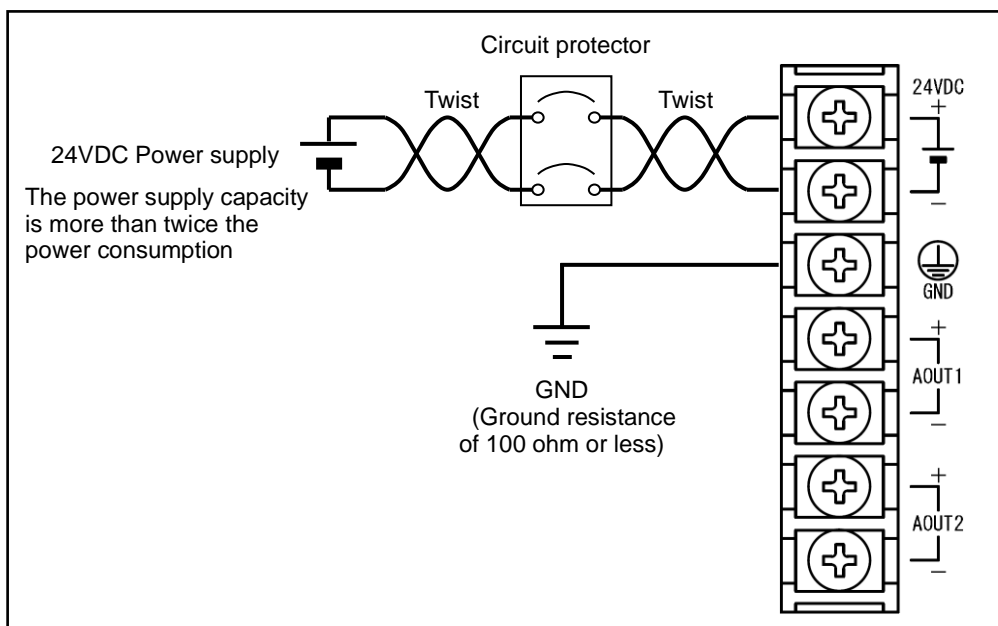 Circuit protector
Twist
Twist
24VDC Power supply
The power supply capacity
is more than twice the
power consumption
GND
(Ground resistance
of 100 ohm or less)
24VDC
+
−
GND
+
AOUT1
−
+
AOUT2
−